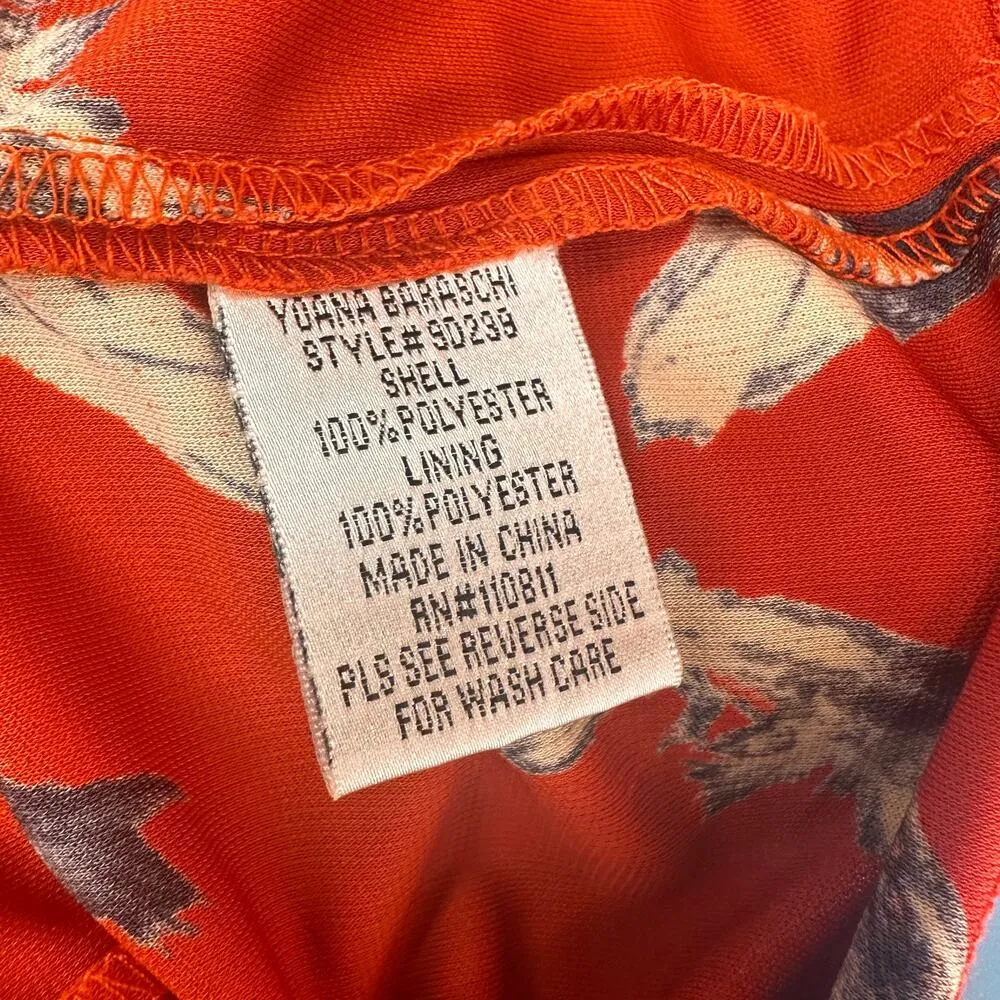 YOANA BARASCHI
STYLE# SD239
SHELL
100%POLYESTER
LINING
100%POLYESTER
MADE IN CHINA
RN#110811
PLS SEE REVERSE SIDE
FOR WASH CARE